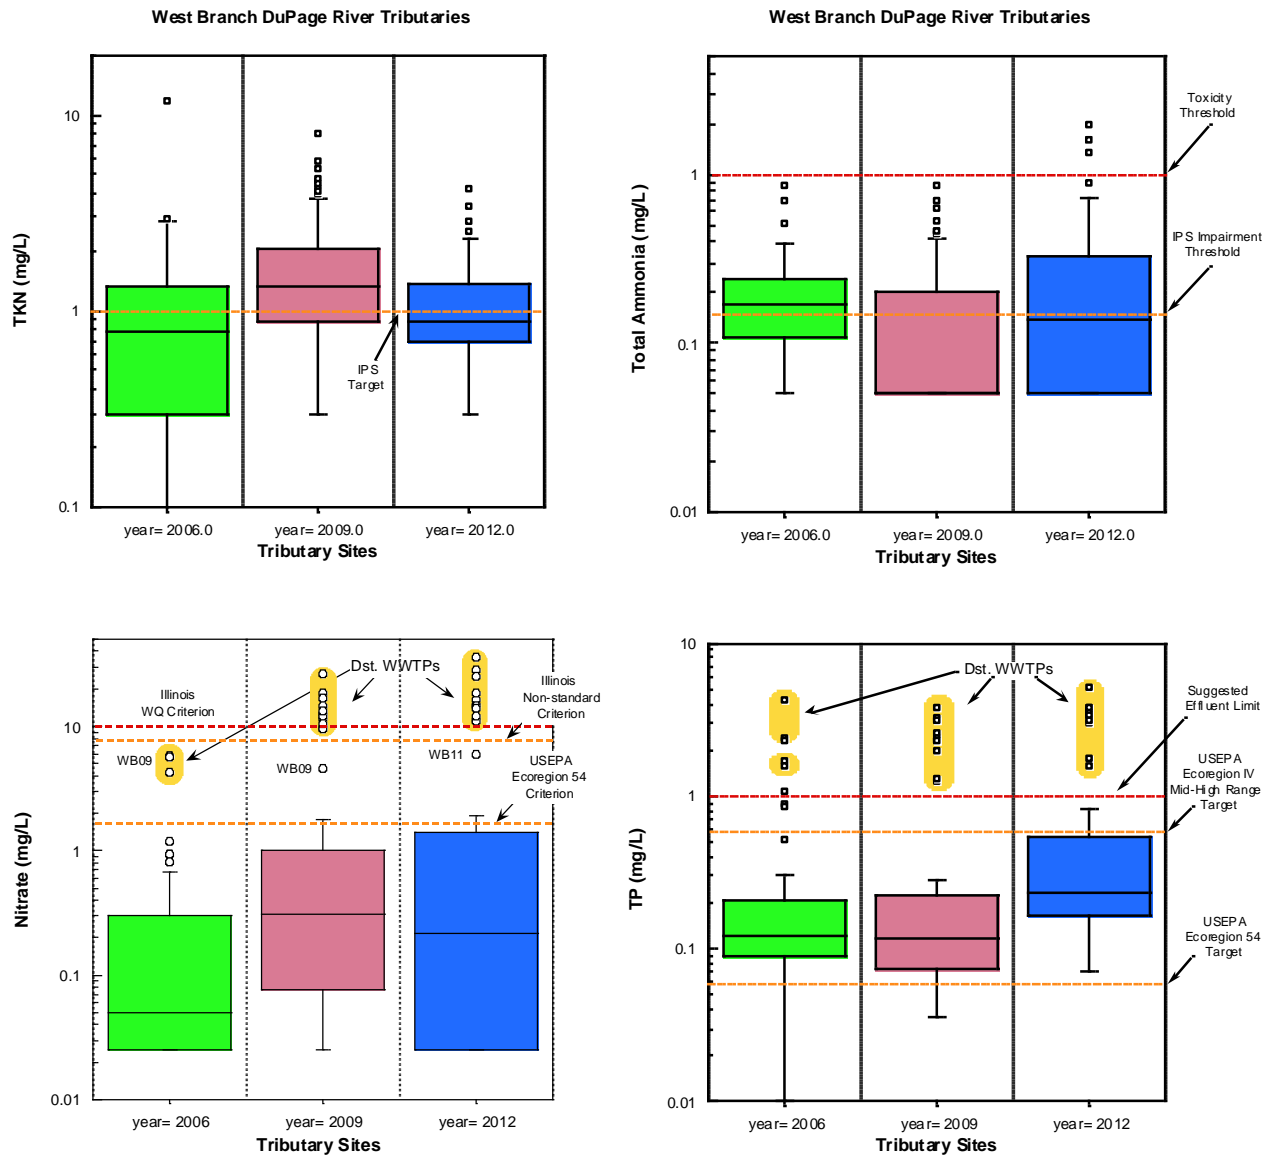 West Branch DuPage River Tributaries
10
1
0.1
TKN (mg/L)
IPS
Target
year= 2006.0
year= 2009.0
year= 2012.0
Tributary Sites
West Branch DuPage River Tributaries
1
0.1
0.01
Total Ammonia (mg/L)
Toxicity
Threshold
IPS Impairment
Threshold
year= 2006.0
year= 2009.0
year= 2012.0
Tributary Sites
10
1
0.1
0.01
Nitrate (mg/L)
Dst. WWTPs
Illinois
WQ Criterion
Illinois
Non-standard
Criterion
WB09
WB09
WB11
USEPA
Ecoregion 54
Criterion
year= 2006
year= 2009
year= 2012
Tributary Sites
10
1
0.1
0.01
TP (mg/L)
Dst. WWTPs
Suggested
Effluent Limit
USEPA
Ecoregion IV
Mid-High Range
Target
USEPA
Ecoregion 54
Target
year= 2006
year= 2009
year= 2012
Tributary Sites